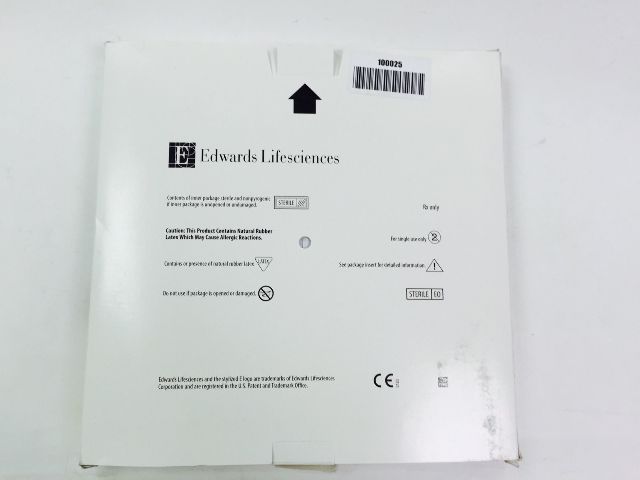 100025
E Edwards Lifesciences
Contents of inner package sterile and nonpyrogenic
if inner package is unopened or undamaged.
STERILE
Rx only
Caution: This Product Contains Natural Rubber
Latex Which May Cause Allergic Reactions.
For single use only
2
Contains or presence of natural rubber latex.
LATEX
See package insert for detailed information.
!
Do not use if package is opened or damaged.
STERILE EO
Edwards Lifesciences and the stylized E logo are trademarks of Edwards Lifesciences
Corporation and are registered in the U.S. Patent and Trademark Office.
CE